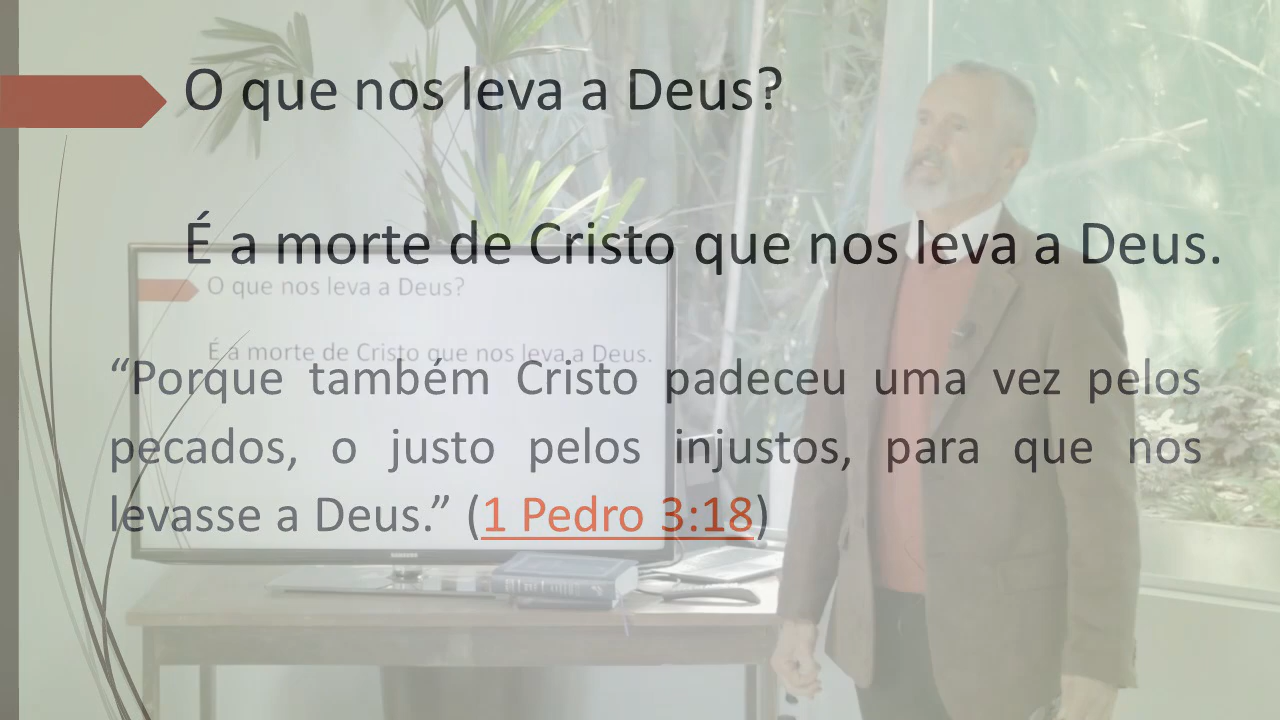 O que nos leva a Deus?
É a morte de Cristo que nos leva a Deus.
O que nos leva a Deus?
É a morte de Cristo que nos leva a Deus.
“Porque também Cristo padeceu uma vez pelos
pecados, o justo pelos injustos, para que nos
levasse a Deus.” (1 Pedro 3:18)